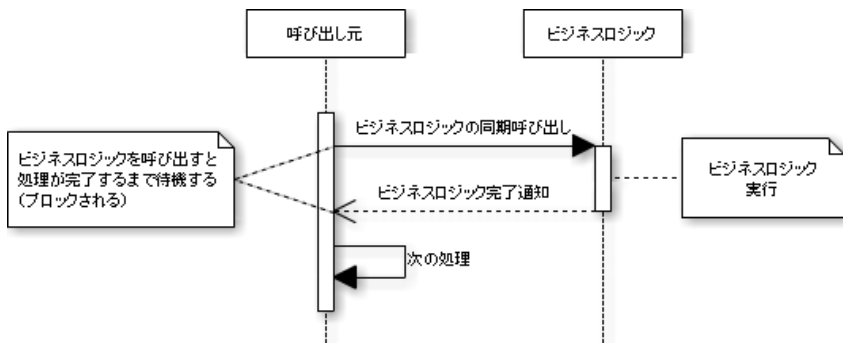 呼び出し元
ビジネスロジック
ビジネスロジックの同期呼び出し
ビジネスロジックを呼び出すと
処理が完了するまで待機する
（ブロックされる）
ビジネスロジック
実行
ビジネスロジック完了通知
次の処理